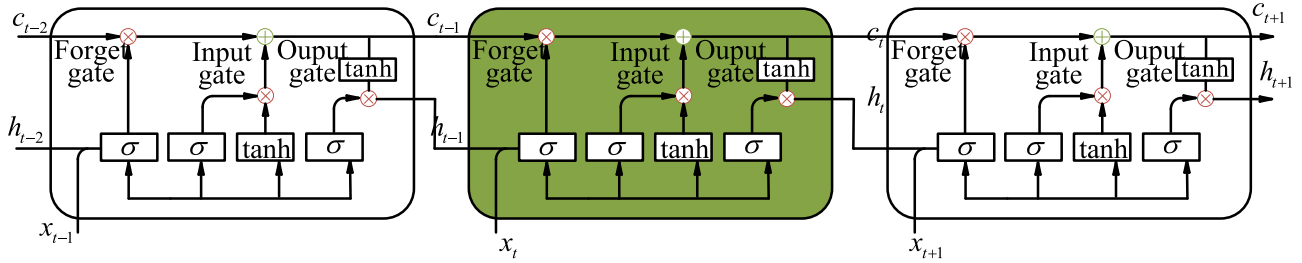 c_{t-2}
Forget gate
Input gate
Ouput gate
tanh
h_{t-2}
σ
σ
tanh
σ
x_{t-1}
c_{t-1}
Forget gate
Input gate
Ouput gate
tanh
h_{t-1}
σ
σ
tanh
σ
x_t
c_t
Forget gate
Input gate
Ouput gate
tanh
h_t
σ
σ
tanh
σ
x_{t+1}
c_{t+1}
h_{t+1}